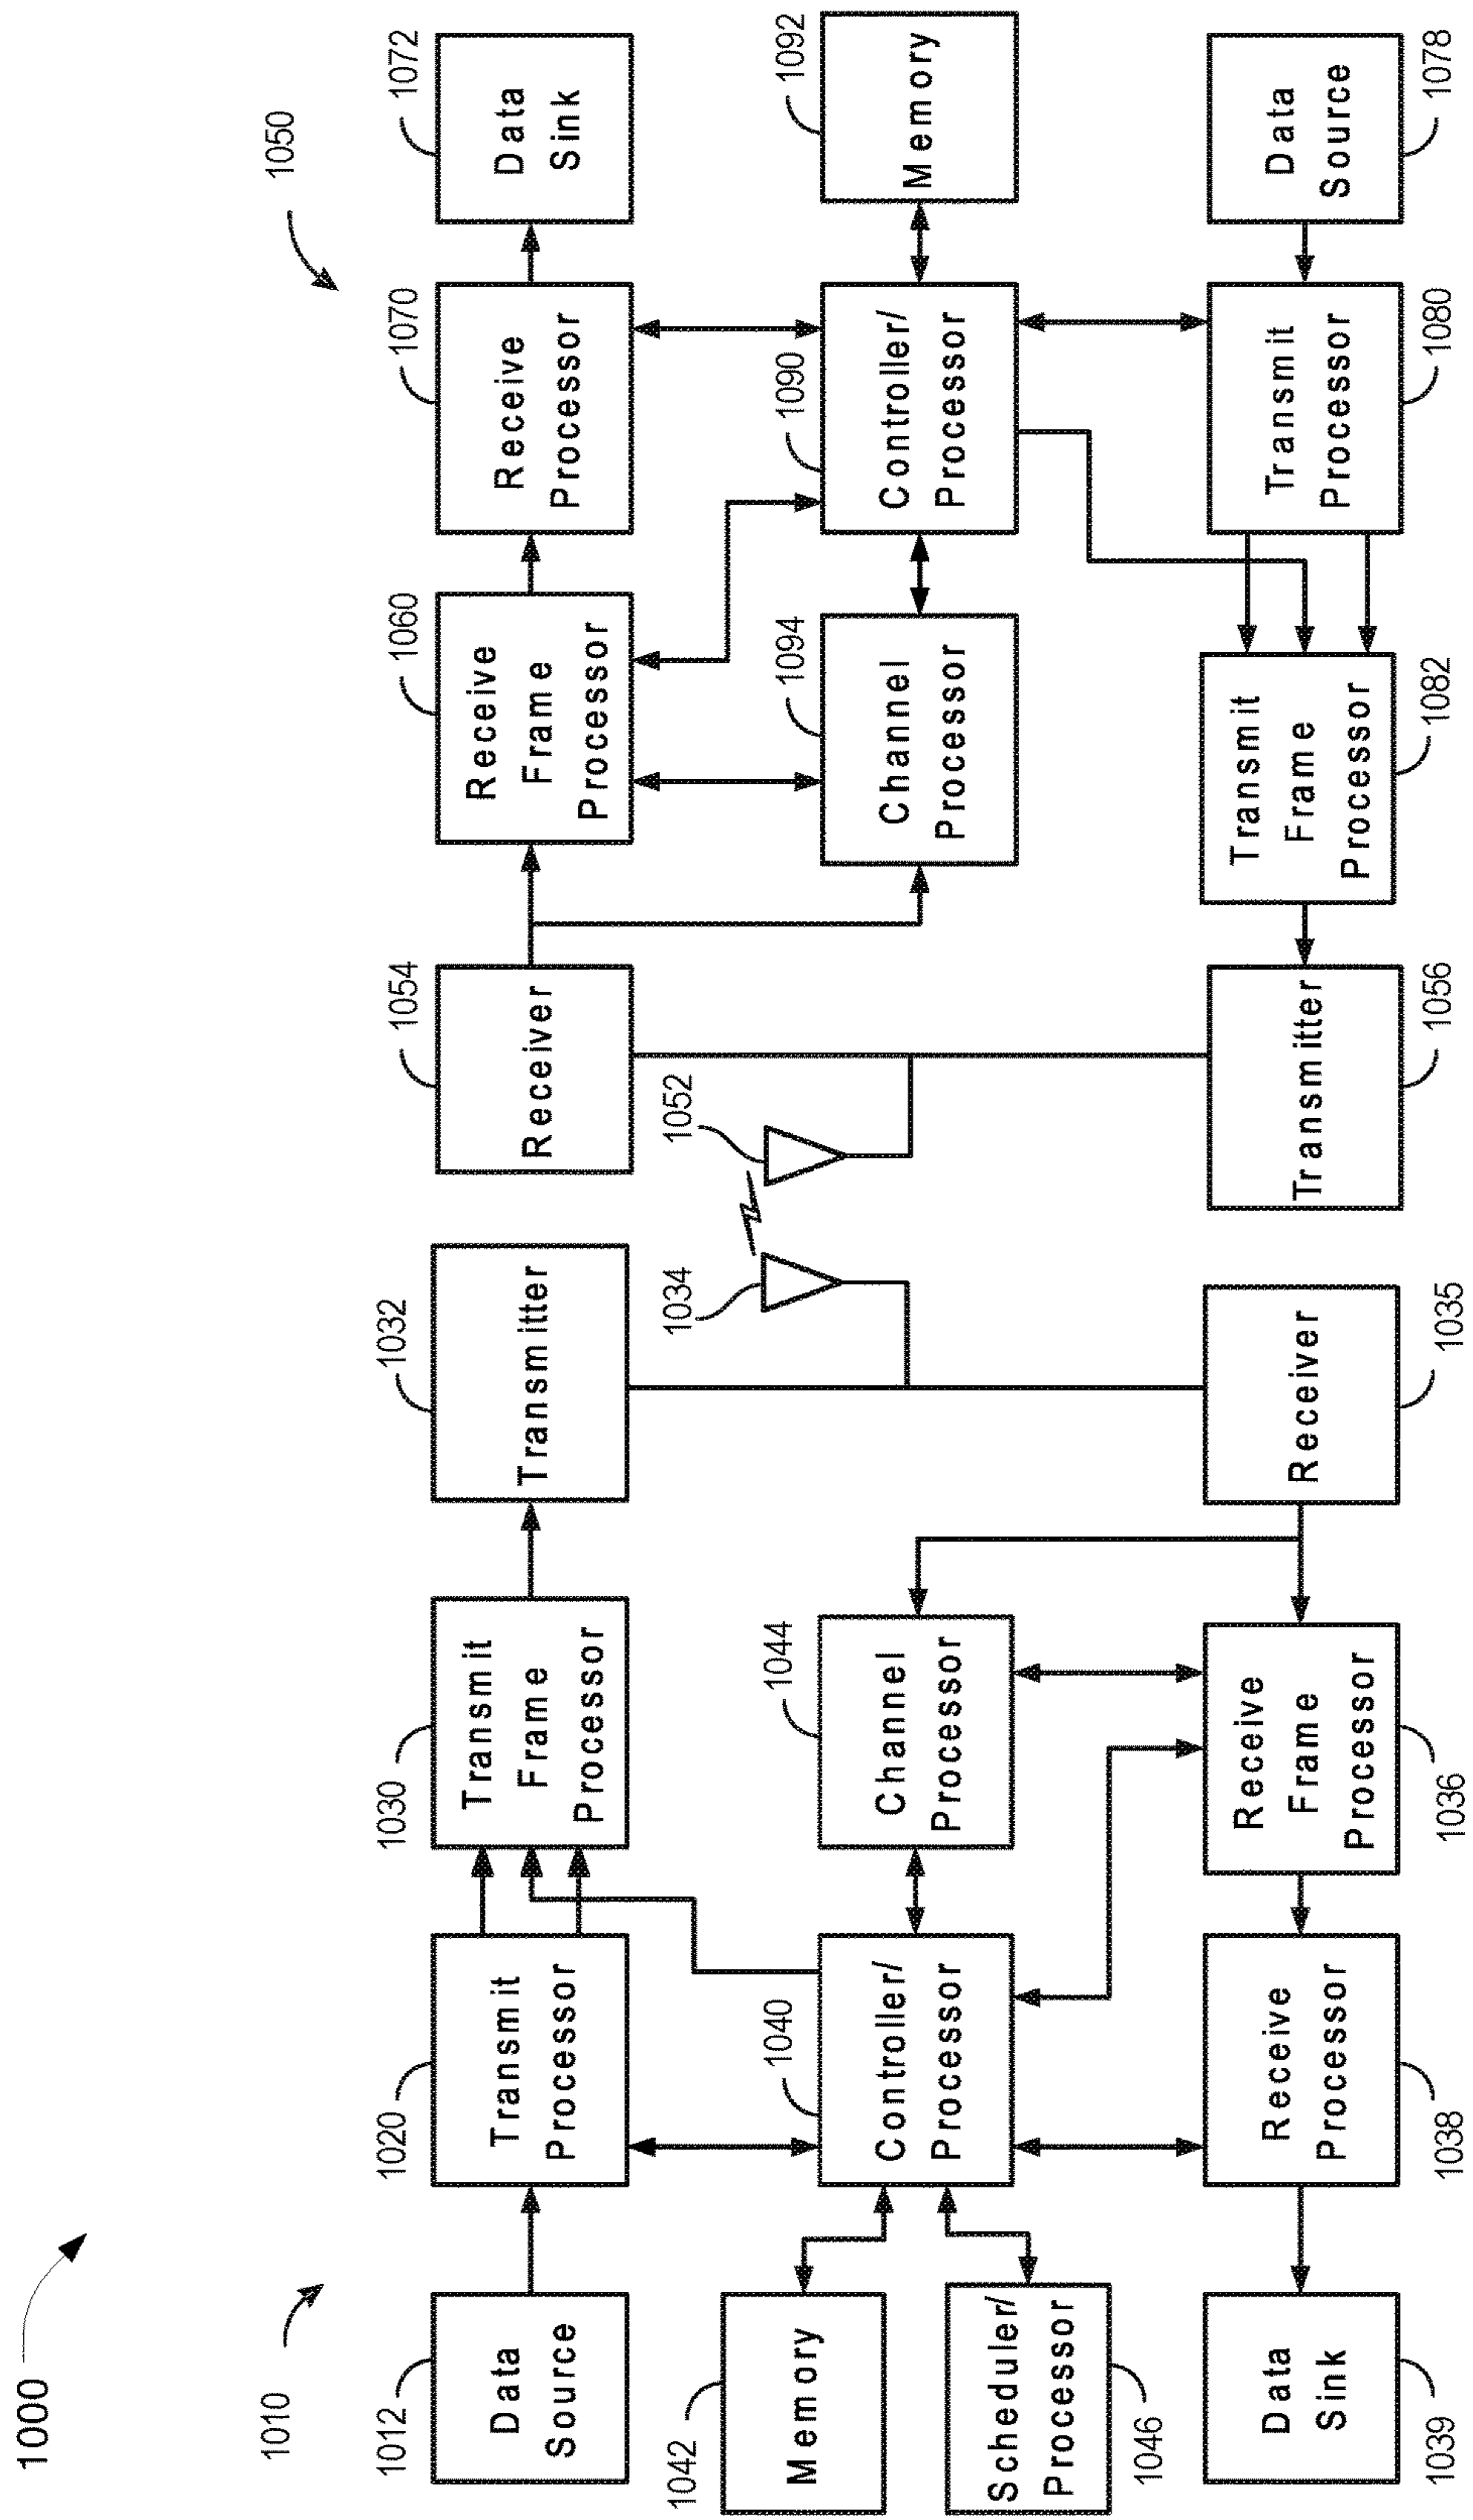 1000
1010
1012
Data
Source
1020
Transmit
Processor
1030
Transmit
Frame
Processor
1032
Transmitter
1042
Memory
1040
Controller/
Processor
1044
Channel
Processor
1034
Scheduler/
Processor
1046
Data
Sink
1039
Receive
Processor
1038
Receive
Frame
Processor
1036
Receiver
1035
1050
1054
Receiver
1060
Receive
Frame
Processor
1070
Receive
Processor
1072
Data
Sink
1052
1094
Channel
Processor
1090
Controller/
Processor
1092
Memory
Transmitter
1056
Transmit
Frame
Processor
1082
Transmit
Processor
1080
Data
Source
1078